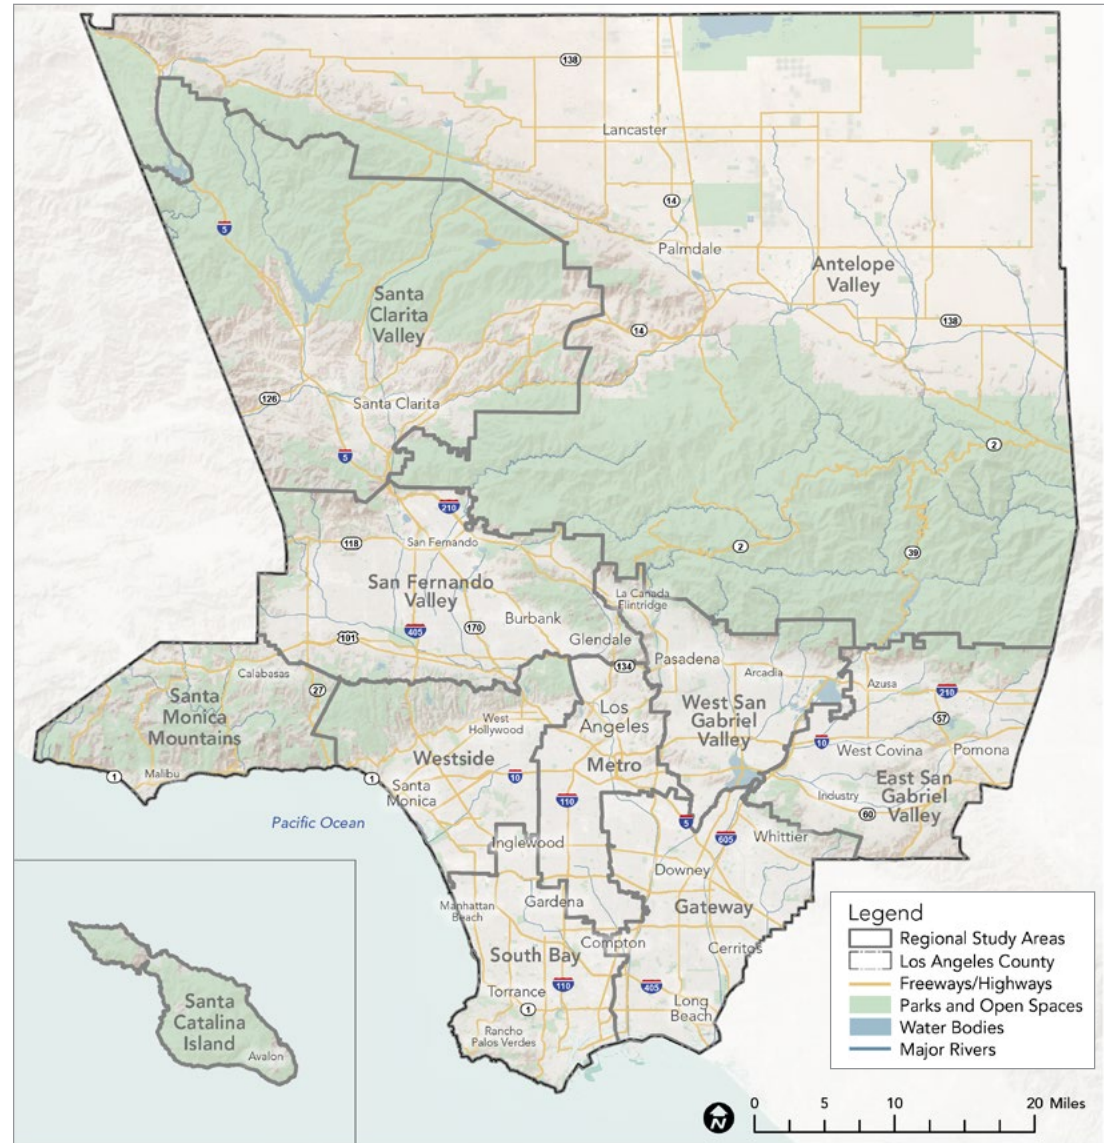 138
Lancaster
14
Palmdale
5
Antelope
Valley
Santa
Clarita
Valley
138
14
126
Santa Clarita
2
5
210
118
San Fernando
2
39
San Fernando
Valley
La Canada
Flintridge
Burbank
405
170
101
Glendale
134
Pasadena
Arcadia
Calabasas
27
Azusa
210
Santa
Monica
Mountains
West San
Gabriel
Valley
Los
Angeles
West
Hollywood
57
10
West Covina
Pomona
Westside
Metro
1
Malibu
1
Santa
Monica
10
110
East San
Gabriel
Valley
Industry
60
Pacific Ocean
5
605
Whittier
Inglewood
Downey
Manhattan
Beach
Gardena
Gateway
Compton
Cerritos
South Bay
110
405
Torrance
1
Long
Beach
Rancho
Palos Verdes
Santa
Catalina
Island
Avalon
Legend
Regional Study Areas
Los Angeles County
Freeways/Highways
Parks and Open Spaces
Water Bodies
Major Rivers
N
0 5 10 20 Miles